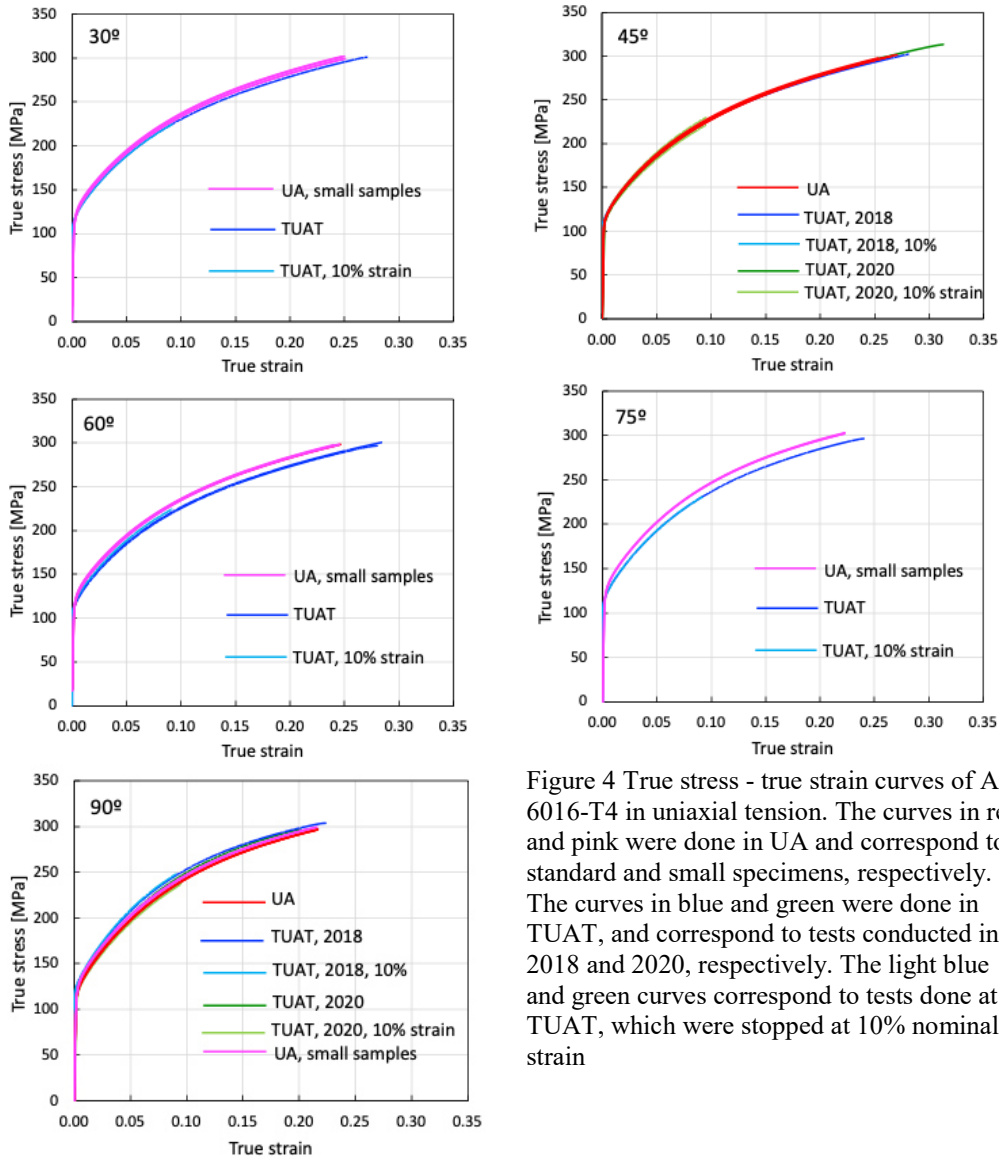 30º
True stress [MPa]
350
300
250
200
150
100
50
0
UA, small samples
TUAT
TUAT, 10% strain
0.00 0.05 0.10 0.15 0.20 0.25 0.30 0.35
True strain
45º
True stress [MPa]
350
300
250
200
150
100
50
0
UA
TUAT, 2018
TUAT, 2018, 10%
TUAT, 2020
TUAT, 2020, 10% strain
0.00 0.05 0.10 0.15 0.20 0.25 0.30 0.35
True strain
60º
True stress [MPa]
350
300
250
200
150
100
50
0
UA, small samples
TUAT
TUAT, 10% strain
0.00 0.05 0.10 0.15 0.20 0.25 0.30 0.35
True strain
75º
True stress [MPa]
350
300
250
200
150
100
50
0
UA, small samples
TUAT
TUAT, 10% strain
0.00 0.05 0.10 0.15 0.20 0.25 0.30 0.35
True strain
90º
True stress [MPa]
350
300
250
200
150
100
50
0
UA
TUAT, 2018
TUAT, 2018, 10%
TUAT, 2020
TUAT, 2020, 10% strain
UA, small samples
0.00 0.05 0.10 0.15 0.20 0.25 0.30 0.35
True strain
Figure 4 True stress - true strain curves of A
6016-T4 in uniaxial tension. The curves in re
and pink were done in UA and correspond to
standard and small specimens, respectively.
The curves in blue and green were done in
TUAT, and correspond to tests conducted in
2018 and 2020, respectively. The light blue
and green curves correspond to tests done at
TUAT, which were stopped at 10% nominal
strain